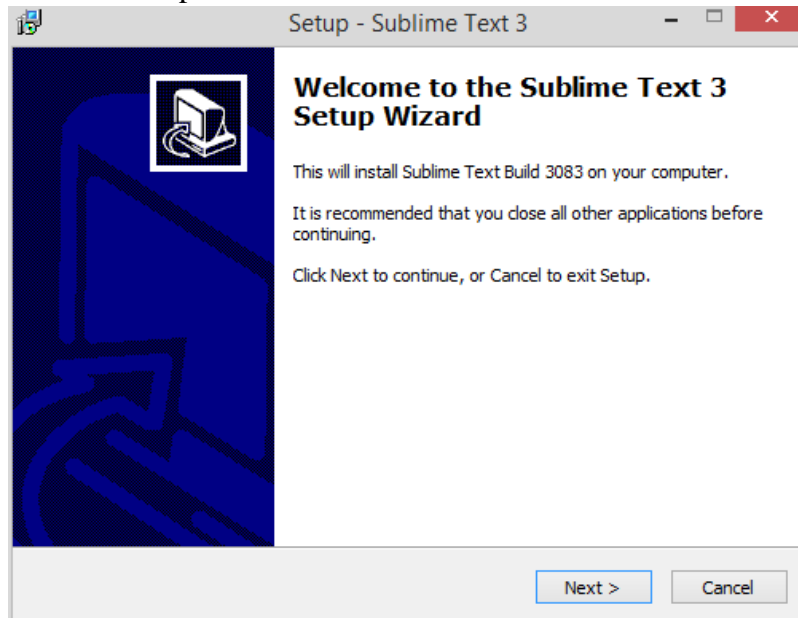 Setup - Sublime Text 3
Welcome to the Sublime Text 3
Setup Wizard
This will install Sublime Text Build 3083 on your computer.
It is recommended that you close all other applications before
continuing.
Click Next to continue, or Cancel to exit Setup.
Next >
Cancel